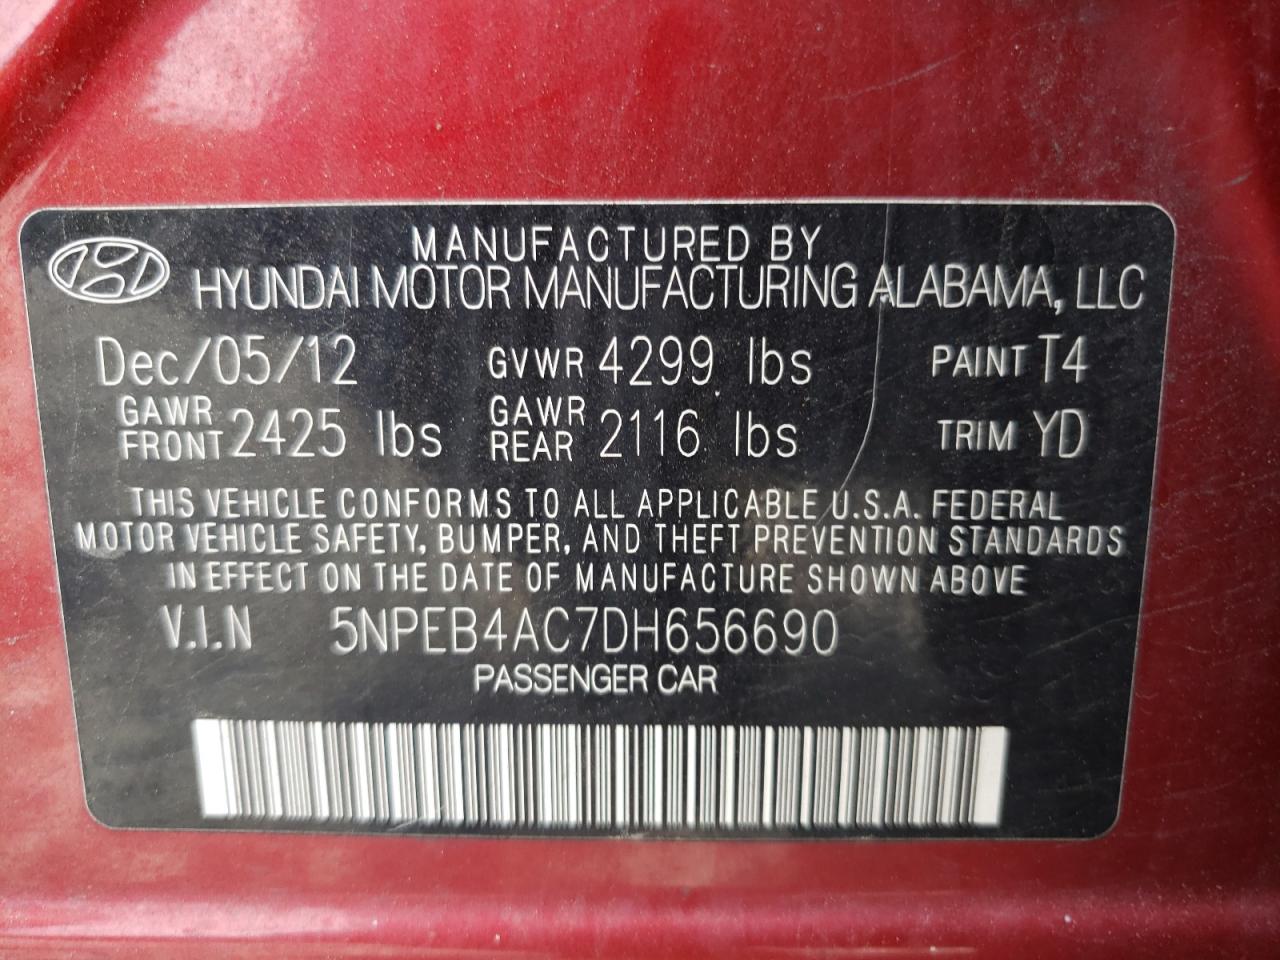 MANUFACTURED BY
HYUNDAI MOTOR MANUFACTURING ALABAMA, LLC
Dec/05/12 GVWR 4299 lbs PAINT T4
GAWR FRONT 2425 lbs GAWR REAR 2116 lbs TRIM YD
THIS VEHICLE CONFORMS TO ALL APPLICABLE U.S.A. FEDERAL
MOTOR VEHICLE SAFETY, BUMPER, AND THEFT PREVENTION STANDARDS
IN EFFECT ON THE DATE OF MANUFACTURE SHOWN ABOVE
V.I.N 5NPEB4AC7DH656690
PASSENGER CAR